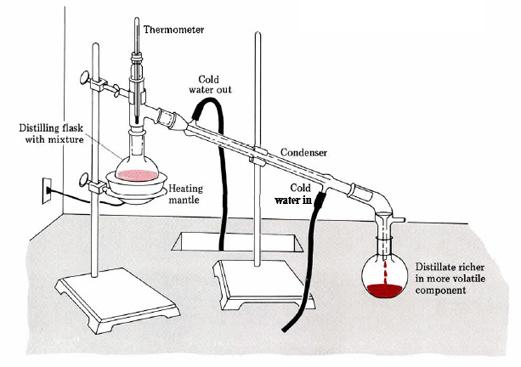 Thermometer
Cold
water out
Distilling flask
with mixture
Condenser
Heating
mantle
Cold
water in
Distillate richer
in more volatile
component